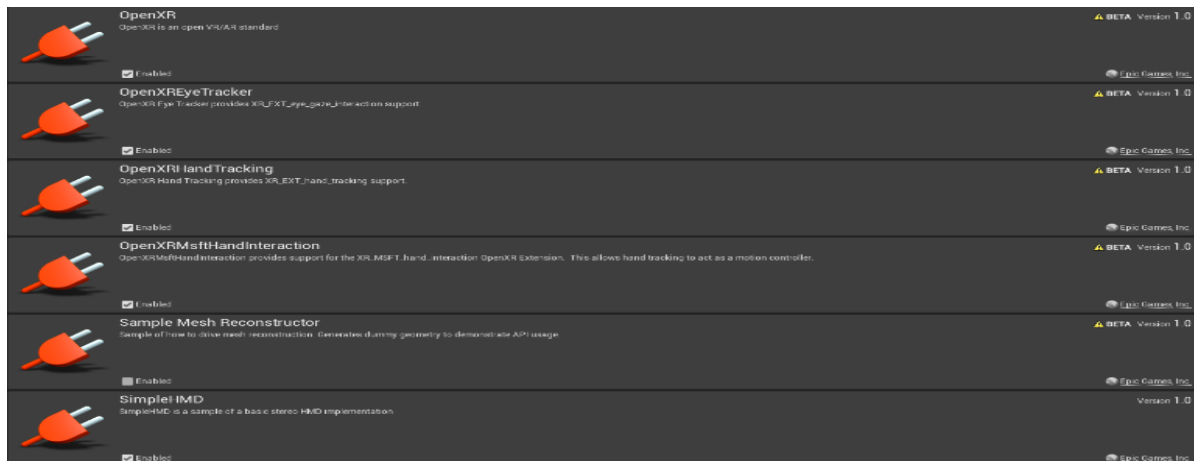 OpenXR
BETA Version 1.0
OpenXR is an open VR/AR standard
Enabled
Epic Games, Inc.
OpenXREyeTracker
BETA Version 1.0
OpenXR Eye Tracker provides XR_EXT_eye_gaze_interaction support
Enabled
Epic Games, Inc.
OpenXRHandTracking
BETA Version 1.0
OpenXR Hand Tracking provides XR_EXT_hand_tracking support.
Enabled
Epic Games, Inc.
OpenXRMsftHandInteraction
BETA Version 1.0
OpenXRMsftHandInteraction provides support for the XR_MSFT_hand_interaction OpenXR Extension. This allows hand tracking to act as a motion controller.
Enabled
Epic Games, Inc.
Sample Mesh Reconstructor
BETA Version 1.0
Sample of how to drive mesh reconstruction. Generates dummy geometry to demonstrate API usage
Enabled
Epic Games, Inc.
SimpleHMD
Version 1.0
SimpleHMD is a sample of a basic stereo HMD implementation
Enabled
Epic Games, Inc.